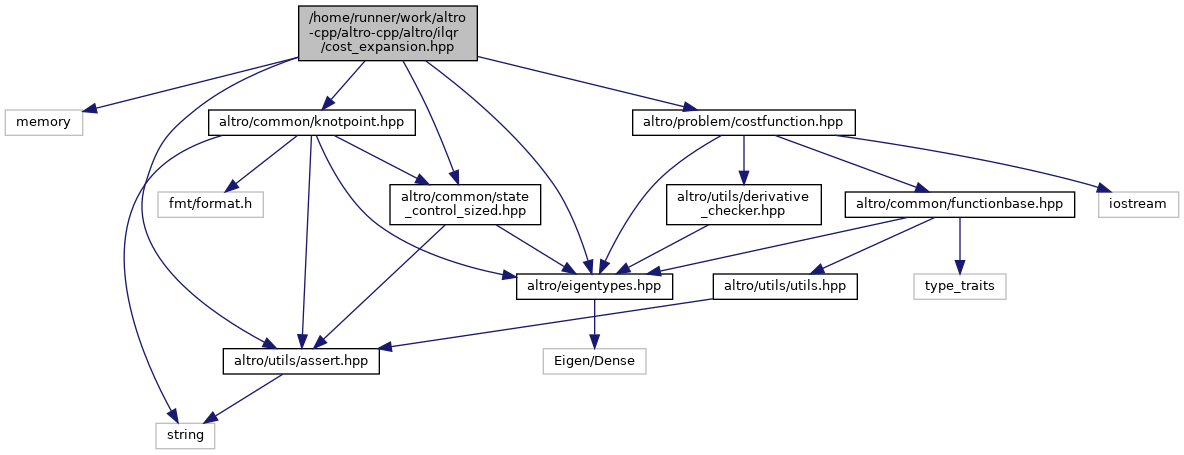 /home/runner/work/altro
-cpp/altro-cpp/altro/ilqr
/cost_expansion.hpp
memory
altro/common/knotpoint.hpp
altro/problem/costfunction.hpp
fmt/format.h
altro/common/state
_control_sized.hpp
altro/utils/derivative
_checker.hpp
altro/common/functionbase.hpp
iostream
altro/eigentypes.hpp
altro/utils/utils.hpp
type_traits
altro/utils/assert.hpp
Eigen/Dense
string